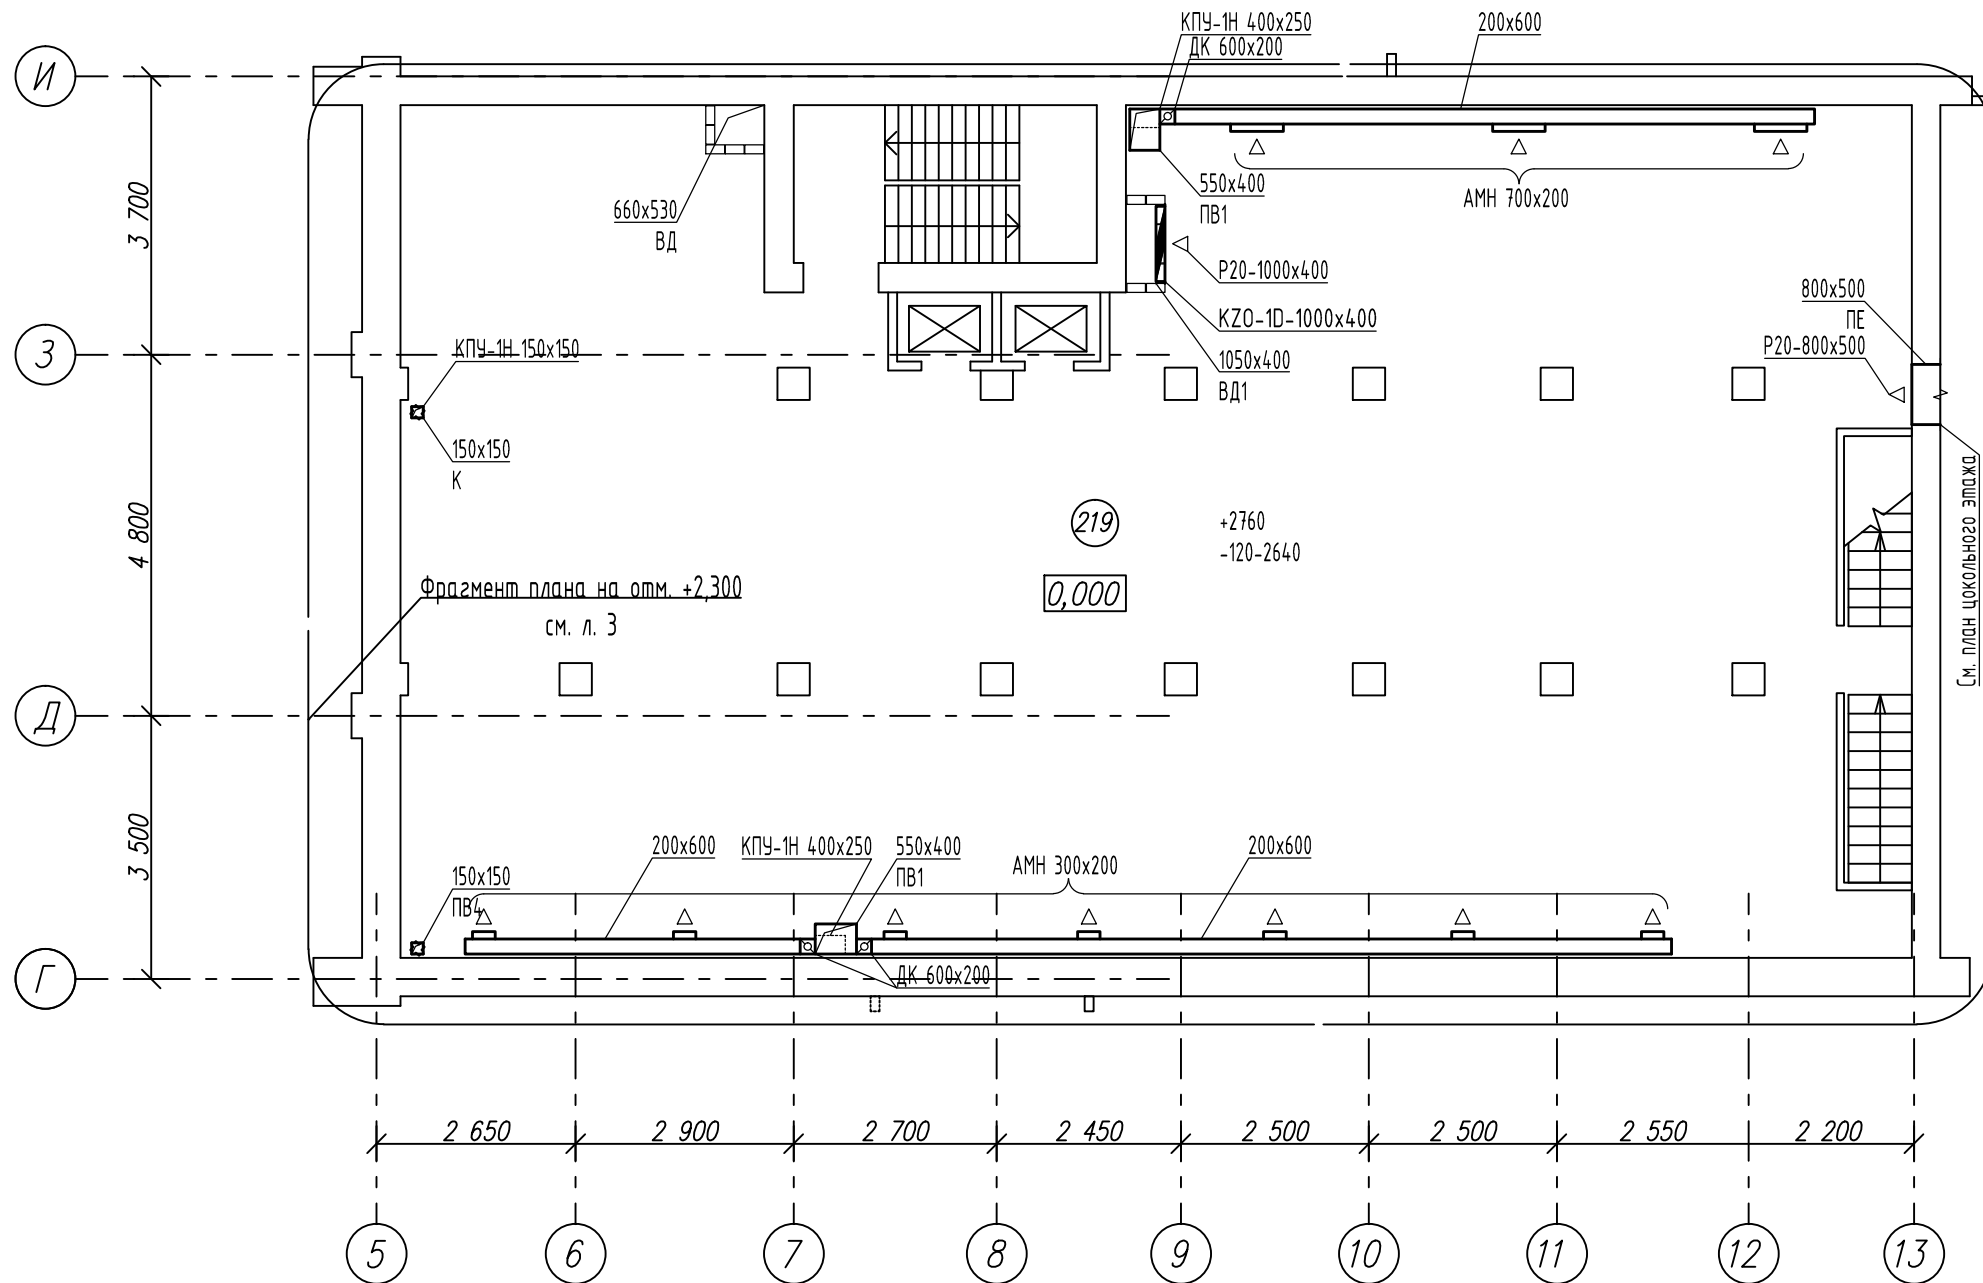 КПУ-1Н 400х250
200х600
ДК 600х200
И
550х400
ПВ1
АМН 700х200
660х530
ВД
3 700
Р20-1000х400
800х500
ПЕ
KZO-1D-1000х400
Р20-800х500
З
КПУ-1Н 150х150
1050х400
ВД1
150х150
К
См. план цокольного этажа
219
+2760
-120-2640
4 800
0,000
Фрагмент плана на отм. +2,300
см. л. 3
Д
3 500
200х600
КПУ-1Н 400х250
550х400
ПВ1
АМН 300х200
200х600
150х150
ПВ4
ДК 600х200
Г
2 650
2 900
2 700
2 450
2 500
2 500
2 550
2 200
5
6
7
8
9
10
11
12
13